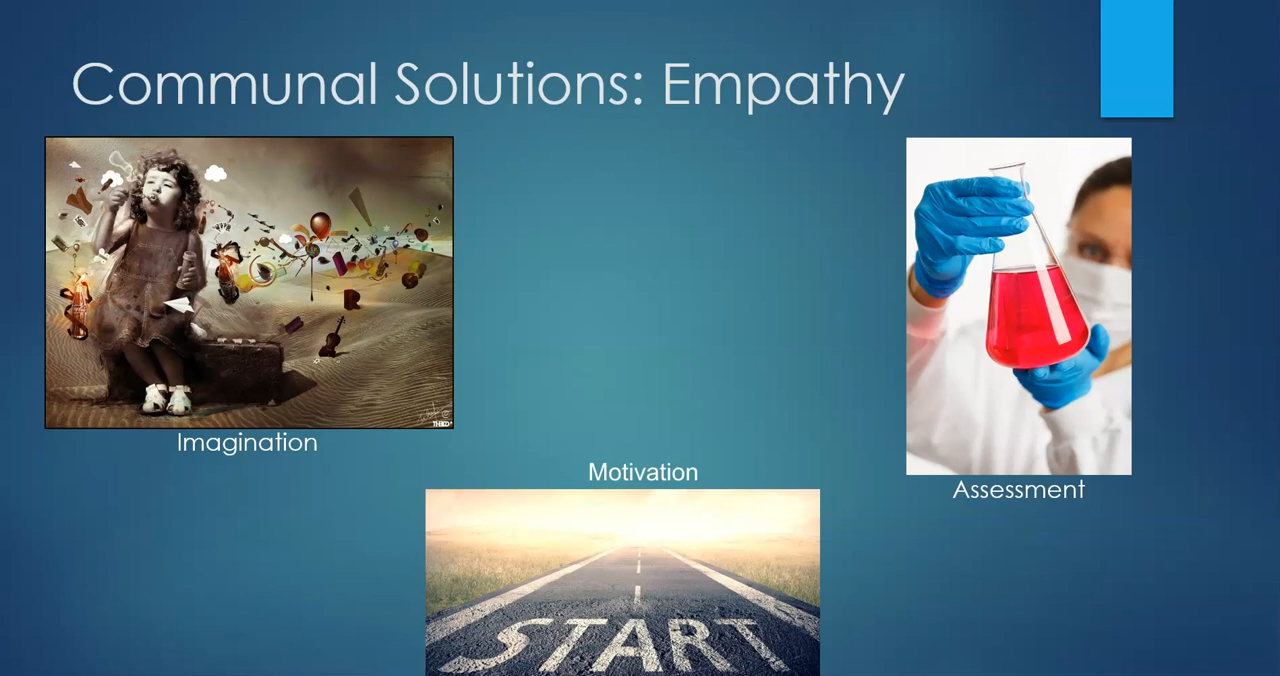 Communal Solutions: Empathy
Imagination
Motivation
Assessment
START